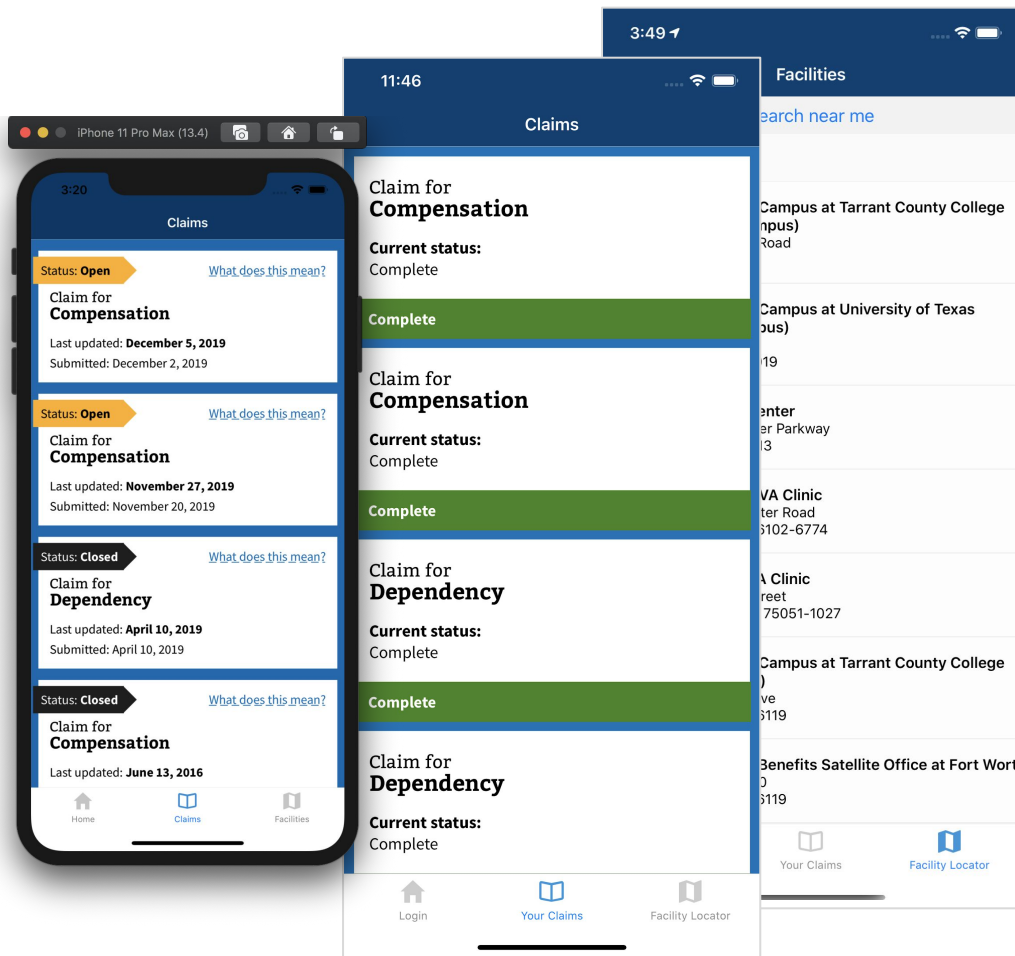 iPhone 11 Pro Max (13.4)
3:20
Claims
Status: Open
What does this mean?
Claim for
Compensation
Last updated: December 5, 2019
Submitted: December 2, 2019
Status: Open
What does this mean?
Claim for
Compensation
Last updated: November 27, 2019
Submitted: November 20, 2019
Status: Closed
What does this mean?
Claim for
Dependency
Last updated: April 10, 2019
Submitted: April 10, 2019
Status: Closed
What does this mean?
Claim for
Compensation
Last updated: June 13, 2016
Home
Claims
Facilities
11:46
Claims
Claim for
Compensation
Current status:
Complete
Complete
Claim for
Compensation
Current status:
Complete
Complete
Claim for
Dependency
Current status:
Complete
Complete
Claim for
Dependency
Current status:
Complete
Login
Your Claims
Facility Locator
3:49
Facilities
earch near me
Campus at Tarrant County College
mpus)
Road
Campus at University of Texas
pus)
19
enter
er Parkway
13
VA Clinic
ter Road
6102-6774
A Clinic
reet
75051-1027
Campus at Tarrant County College
)
ve
6119
Benefits Satellite Office at Fort Wort
0
6119
Your Claims
Facility Locator